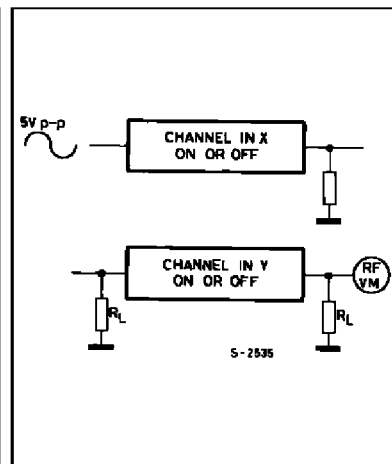 5V p-p
CHANNEL IN X
ON OR OFF
CHANNEL IN Y
ON OR OFF
RF
VM
RL
RL
S-2535